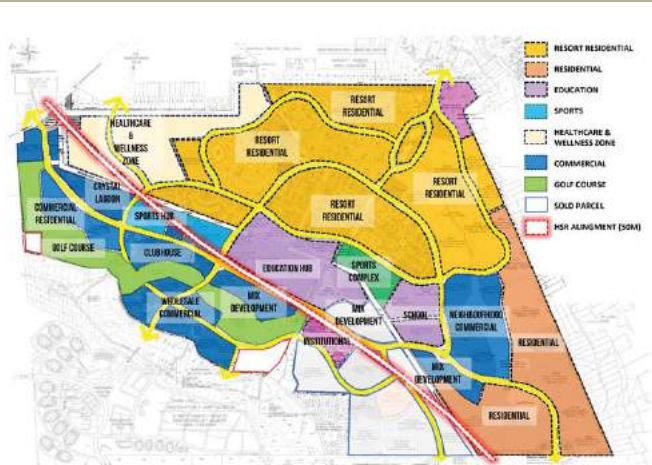 RESORT RESIDENTIAL
RESIDENTIAL
EDUCATION
SPORTS
HEALTHCARE &
WELLNESS ZONE
COMMERCIAL
GOLF COURSE
SOLD PARCEL
HSR ALINGMENT (50M)
RESORT
RESIDENTIAL
HEALTHCARE
&
WELLNESS
ZONE
RESORT
RESIDENTIAL
RESORT
RESIDENTIAL
CRYSTAL
LAGOON
COMMERCIAL
RESIDENTIAL
RESORT
RESIDENTIAL
SPORTS HUB
GOLF COURSE
CLUBHOUSE
EDUCATION HUB
SPORTS
COMPLEX
WHOLESALE
COMMERCIAL
MIX
DEVELOPMENT
MIX
DEVELOPMENT
SCHOOL
NEIGHBOURHOOD
COMMERCIAL
INSTITUTIONAL
RESIDENTIAL
MIX
DEVELOPMENT
RESIDENTIAL